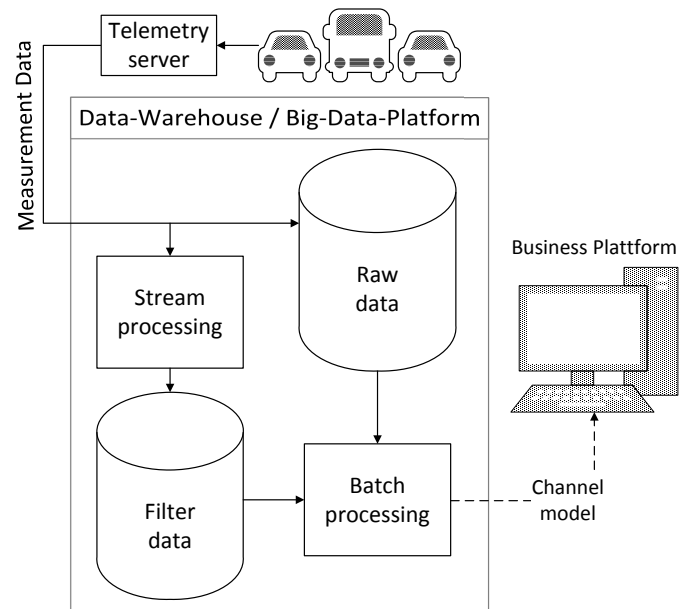 Telemetry
server
Measurement Data
Data-Warehouse / Big-Data-Platform
Raw
data
Business Plattform
Stream
processing
Filter
data
Batch
processing
Channel
model